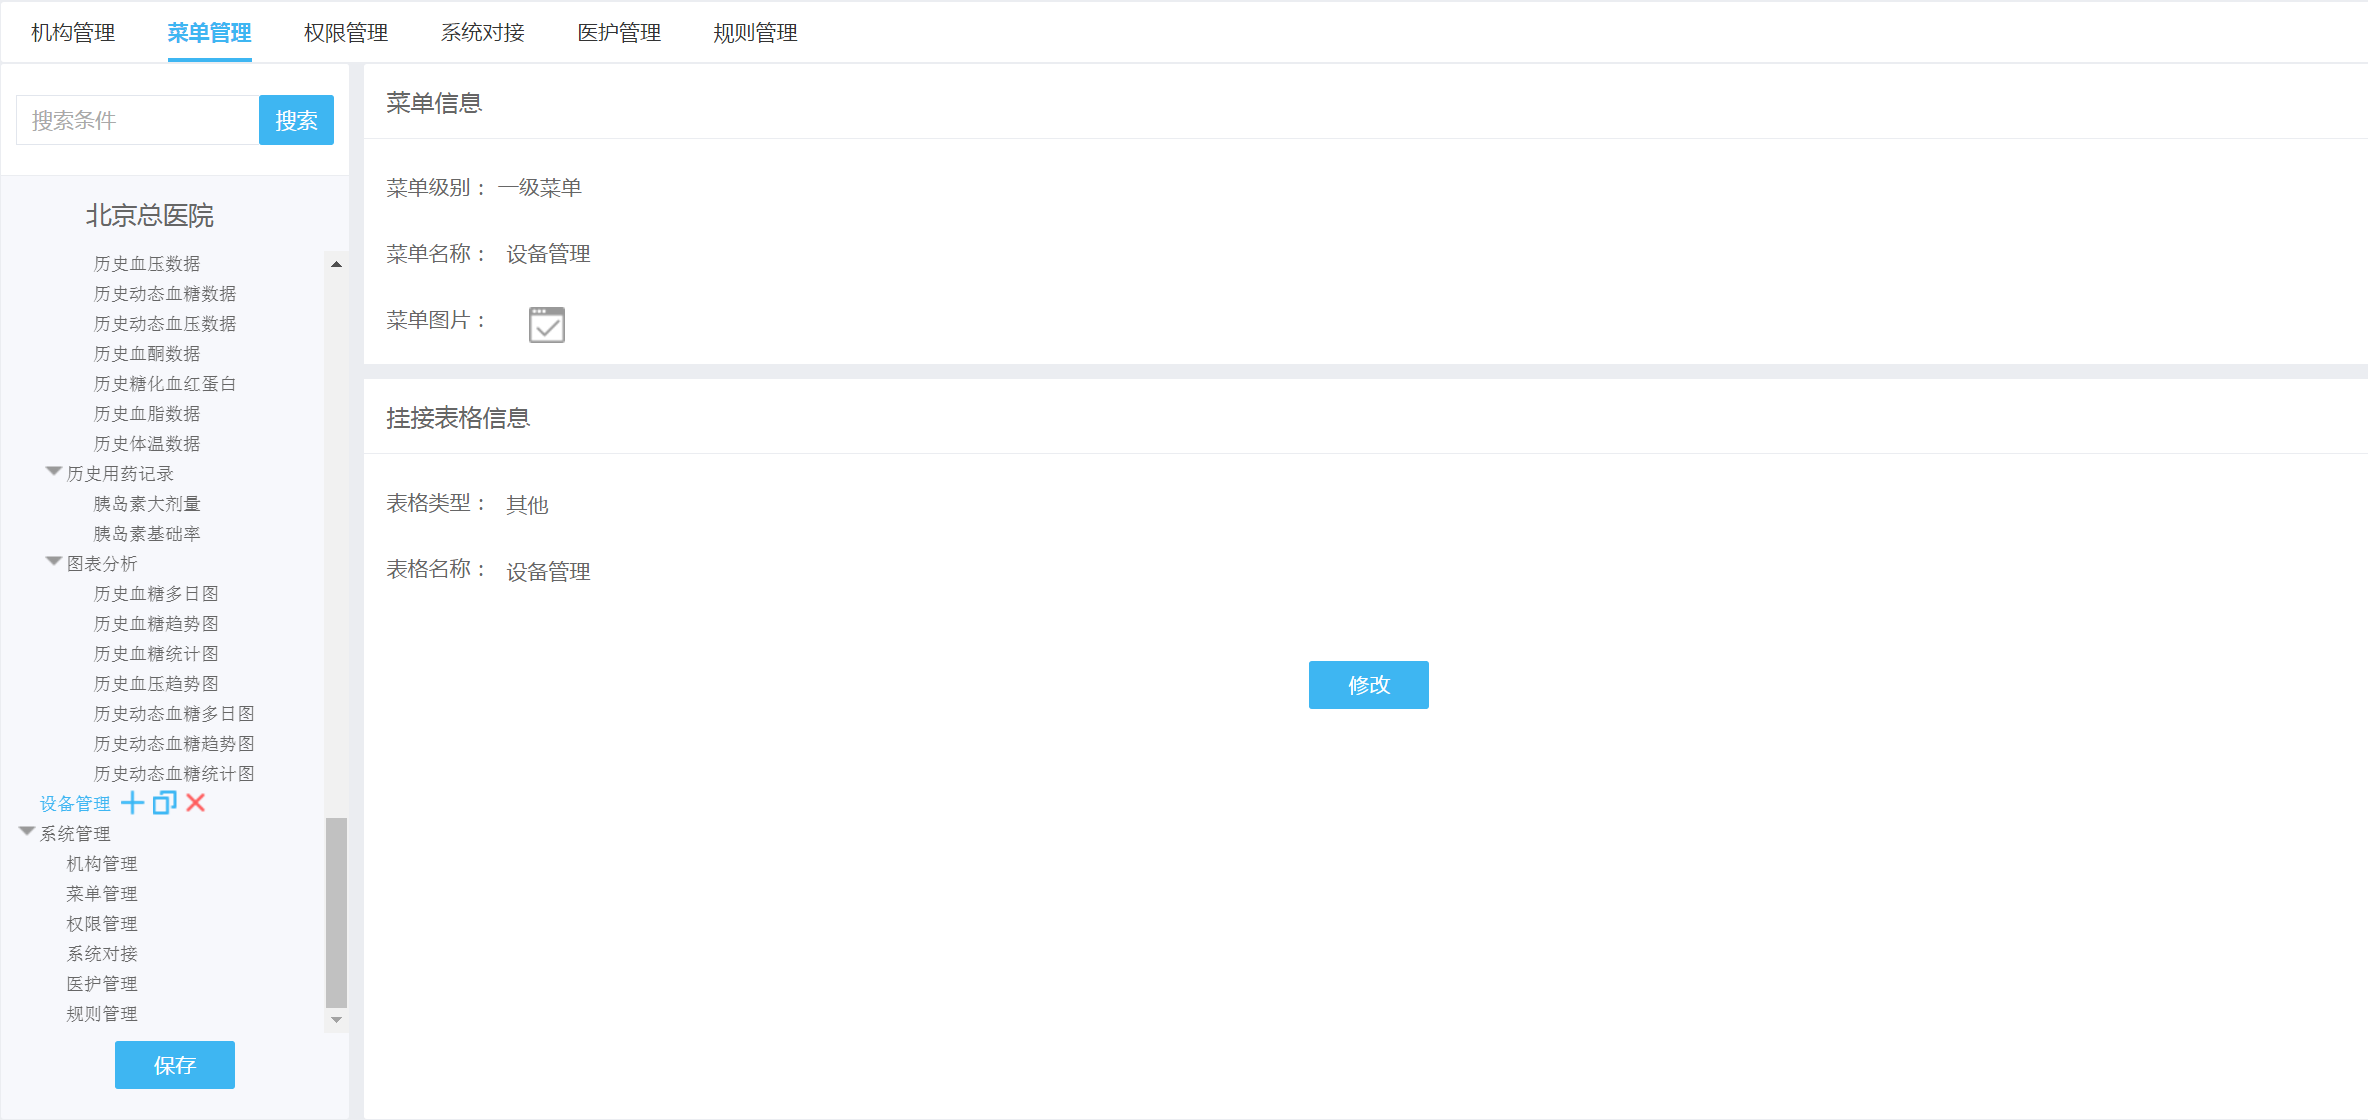 机构管理 菜单管理 权限管理 系统对接 医护管理 规则管理
搜索条件 搜索
北京总医院
历史血压数据
历史动态血糖数据
历史动态血压数据
历史血酮数据
历史糖化血红蛋白
历史血脂数据
历史体温数据
历史用药记录
胰岛素大剂量
胰岛素基础率
图表分析
历史血糖多日图
历史血糖趋势图
历史血糖统计图
历史血压趋势图
历史动态血糖多日图
历史动态血糖趋势图
历史动态血糖统计图
设备管理
系统管理
机构管理
菜单管理
权限管理
系统对接
医护管理
规则管理
保存
菜单信息
菜单级别： 一级菜单
菜单名称： 设备管理
菜单图片：
挂接表格信息
表格类型： 其他
表格名称： 设备管理
修改